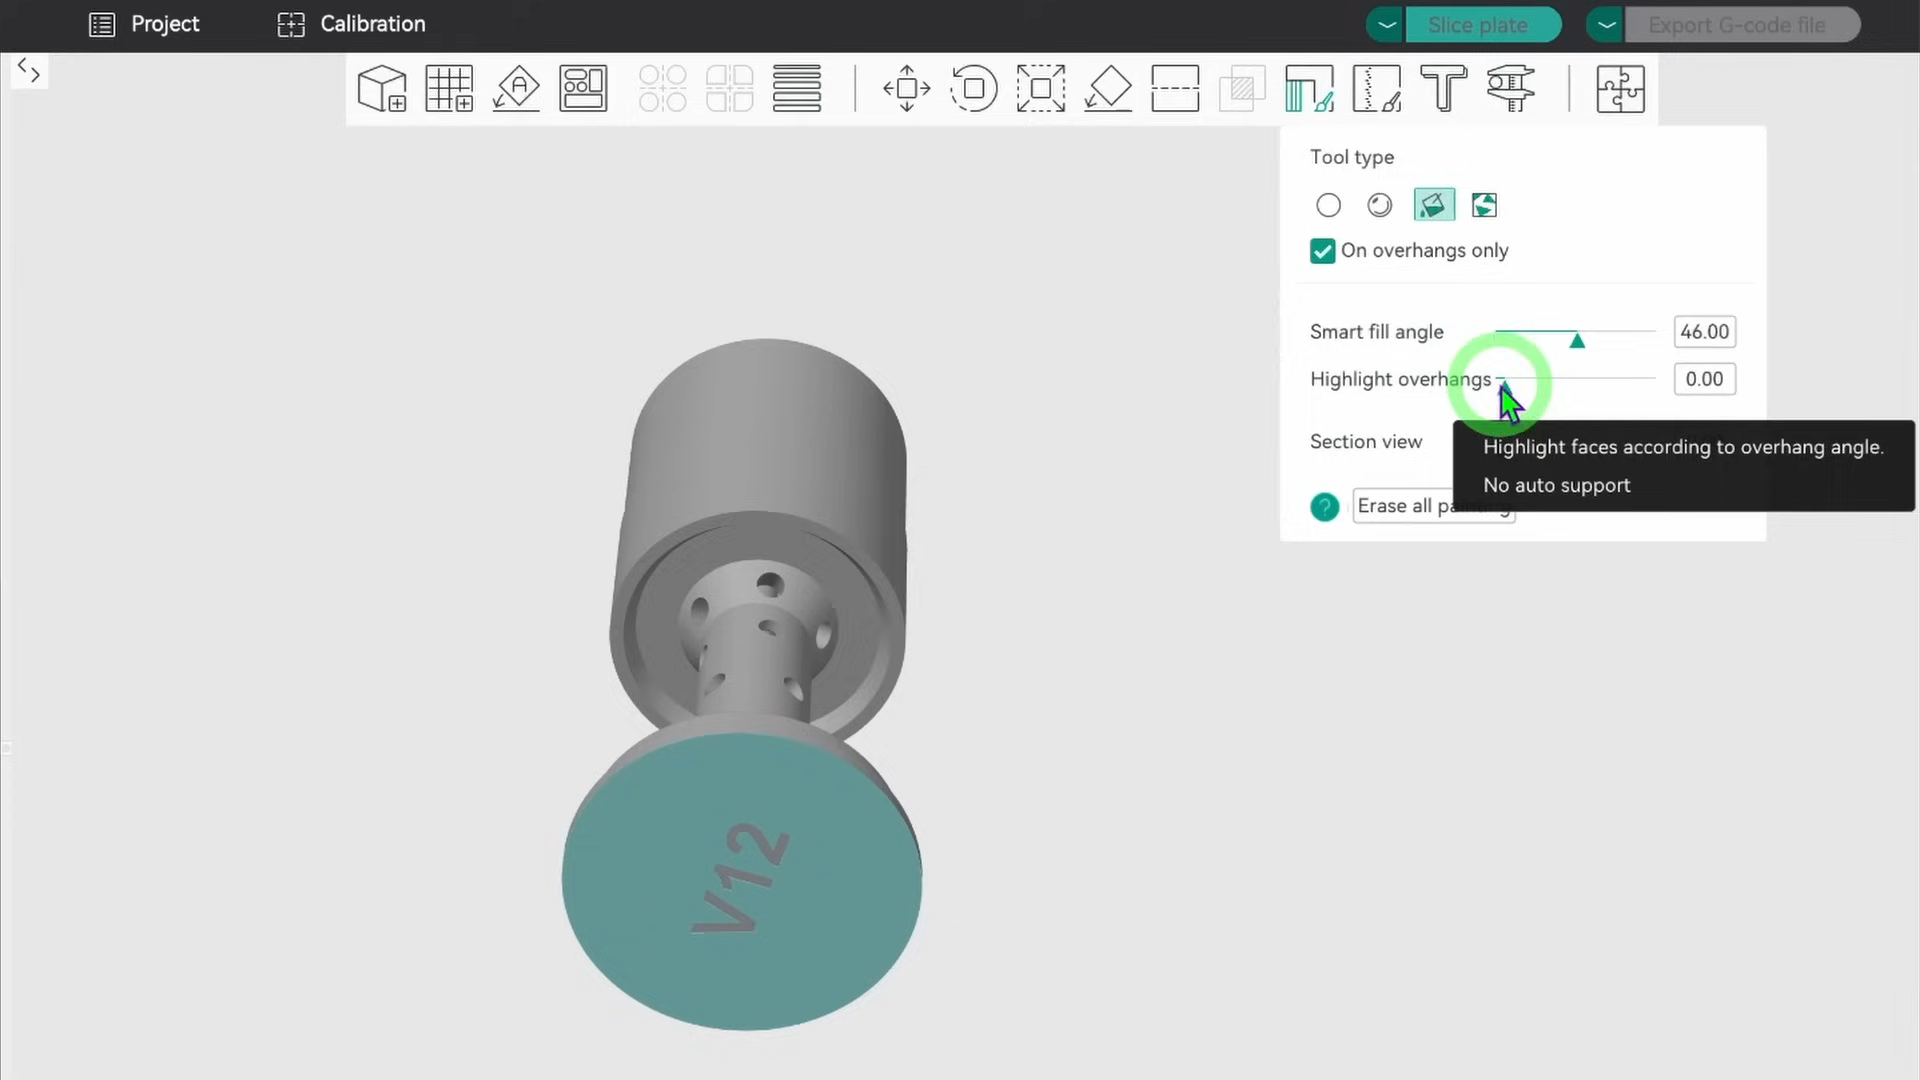 Project
Calibration
Slice plate
Export G-code file
Tool type
On overhangs only
Smart fill angle
46.00
Highlight overhangs
0.00
Section view
Highlight faces according to overhang angle.
No auto support
?
Erase all painting
V12